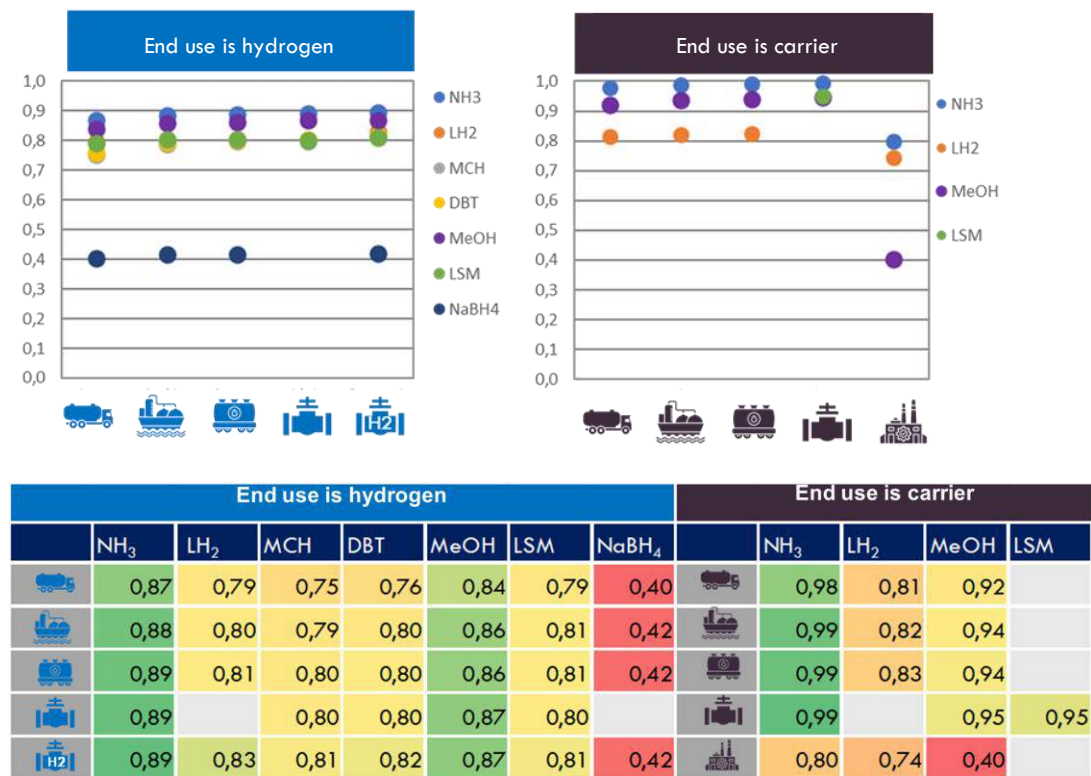 End use is hydrogen
1,0
0,9
0,8
0,7
0,6
0,5
0,4
0,3
0,2
0,1
0,0
NH3
LH2
MCH
DBT
MeOH
LSM
NaBH4
H2
End use is carrier
1,0
0,9
0,8
0,7
0,6
0,5
0,4
0,3
0,2
0,1
0,0
NH3
LH2
MeOH
LSM
End use is hydrogen End use is carrier
NH₃ LH₂ MCH DBT MeOH LSM NaBH₄ NH₃ LH₂ MeOH LSM
0,87 0,79 0,75 0,76 0,84 0,79 0,40 0,98 0,81 0,92
0,88 0,80 0,79 0,80 0,86 0,81 0,42 0,99 0,82 0,94
0,89 0,81 0,80 0,80 0,86 0,81 0,42 0,99 0,83 0,94
0,89 0,80 0,80 0,87 0,80 0,99 0,95 0,95
H2 0,89 0,83 0,81 0,82 0,87 0,81 0,42 0,80 0,74 0,40